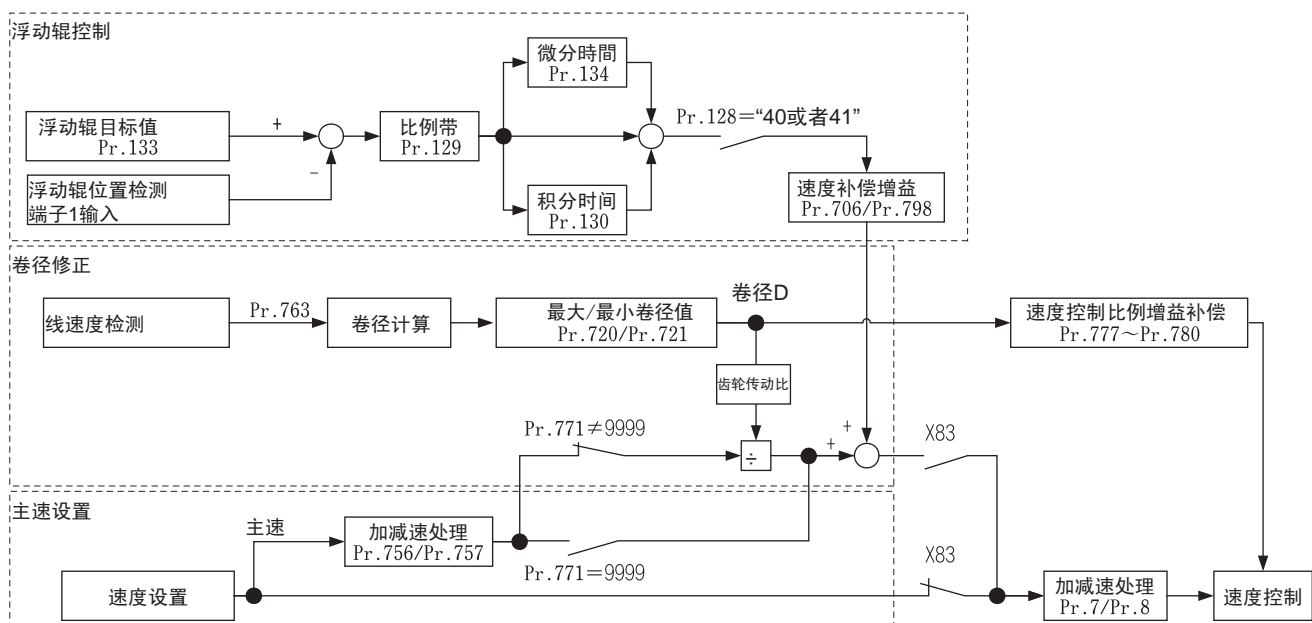 浮动辊控制
微分時間
Pr.134
Pr.128＝“40或者41”
浮动辊目标值
Pr.133
+
比例带
Pr.129
−
浮动辊位置检测
端子1输入
积分时间
Pr.130
速度补偿增益
Pr.706/Pr.798
卷径修正
卷径D
线速度检测
Pr.763
卷径计算
最大/最小卷径值
Pr.720/Pr.721
速度控制比例增益补偿
Pr.777～Pr.780
齿轮传动比
Pr.771≠9999
÷
+
+
X83
主速设置
主速
加减速处理
Pr.756/Pr.757
Pr.771＝9999
X83
速度设置
加减速处理
Pr.7/Pr.8
速度控制